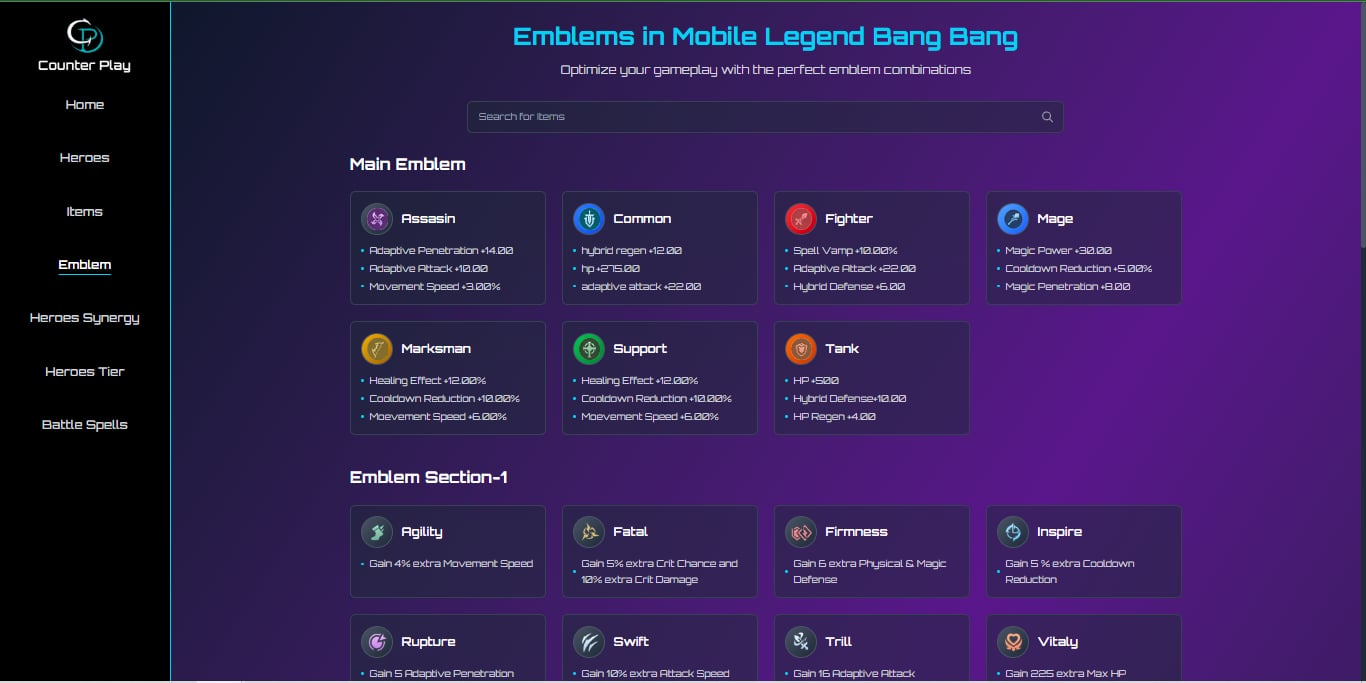 Counter Play
Home
Heroes
Items
Emblem
Heroes Synergy
Heroes Tier
Battle Spells
Emblems in Mobile Legend Bang Bang
Optimize your gameplay with the perfect emblem combinations
Search for Items
Main Emblem
Assasin
Adaptive Penetration +14.00
Adaptive Attack +10.00
Movement Speed +3.00%
Common
hybrid regen +12.00
hp +275.00
adaptive attack +22.00
Fighter
Spell Vamp +10.00%
Adaptive Attack +22.00
Hybrid Defense +6.00
Mage
Magic Power +30.00
Cooldown Reduction +5.00%
Magic Penetration +8.00
Marksman
Healing Effect +12.00%
Cooldown Reduction +10.00%
Moevement Speed +6.00%
Support
Healing Effect +12.00%
Cooldown Reduction +10.00%
Moevement Speed +6.00%
Tank
HP +500
Hybrid Defense+10.00
HP Regen +4.00
Emblem Section-1
Agility
Gain 4% extra Movement Speed
Fatal
Gain 5% extra Crit Chance and
10% extra Crit Damage
Firmness
Gain 6 extra Physical & Magic
Defense
Inspire
Gain 5 % extra Cooldown
Reduction
Rupture
Gain 5 Adaptive Penetration
Swift
Gain 10% extra Attack Speed
Trill
Gain 16 Adaptive Attack
Vitaly
Gain 225 extra Max HP